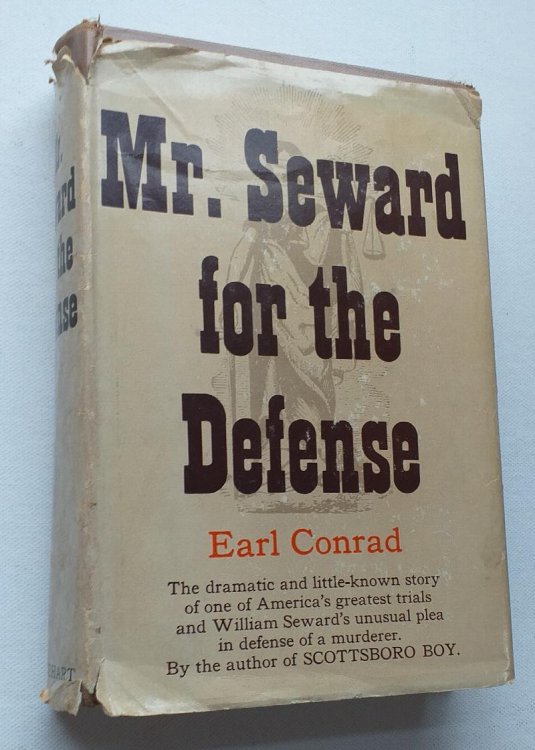 Mr. Seward
for the
Defense
Earl Conrad
The dramatic and little-known story
of one of America's greatest trials
and William Seward's unusual plea
in defense of a murderer.
By the author of SCOTTSBORO BOY.